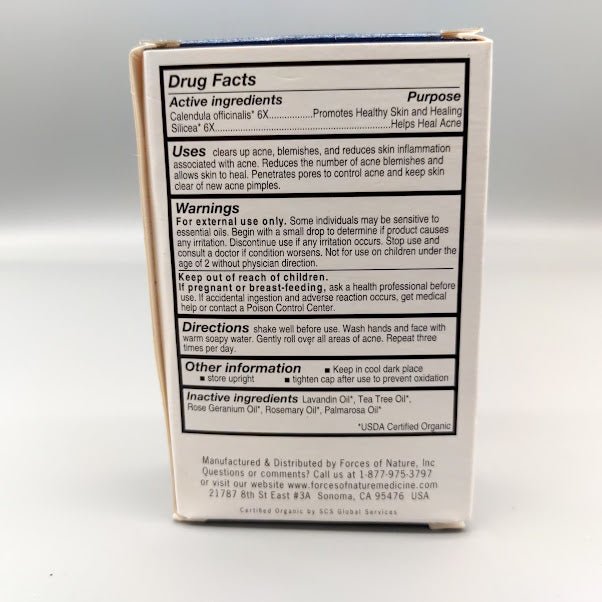 Drug Facts
Active ingredients Purpose
Calendula officinalis* 6X.................Promotes Healthy Skin and Healing
Silicea* 6X......................................................Helps Heal Acne
Uses clears up acne, blemishes, and reduces skin inflammation
associated with acne. Reduces the number of acne blemishes and
allows skin to heal. Penetrates pores to control acne and keep skin
clear of new acne pimples.
Warnings
For external use only. Some individuals may be sensitive to
essential oils. Begin with a small drop to determine if product causes
any irritation. Discontinue use if any irritation occurs. Stop use and
consult a doctor if condition worsens. Not for use on children under the
age of 2 without physician direction.
Keep out of reach of children.
If pregnant or breast-feeding, ask a health professional before
use. If accidental ingestion and adverse reaction occurs, get medical
help or contact a Poison Control Center.
Directions shake well before use. Wash hands and face with
warm soapy water. Gently roll over all areas of acne. Repeat three
times per day.
Other information ■ Keep in cool dark place
■ store upright ■ tighten cap after use to prevent oxidation
Inactive ingredients Lavandin Oil*, Tea Tree Oil*,
Rose Geranium Oil*, Rosemary Oil*, Palmarosa Oil*
*USDA Certified Organic
Manufactured & Distributed by Forces of Nature, Inc
Questions or comments? Call us at 1-877-975-3797
or visit our website www.forcesofnaturemedicine.com
21787 8th St East #3A Sonoma, CA 95476 USA
Certified Organic by SCS Global Services